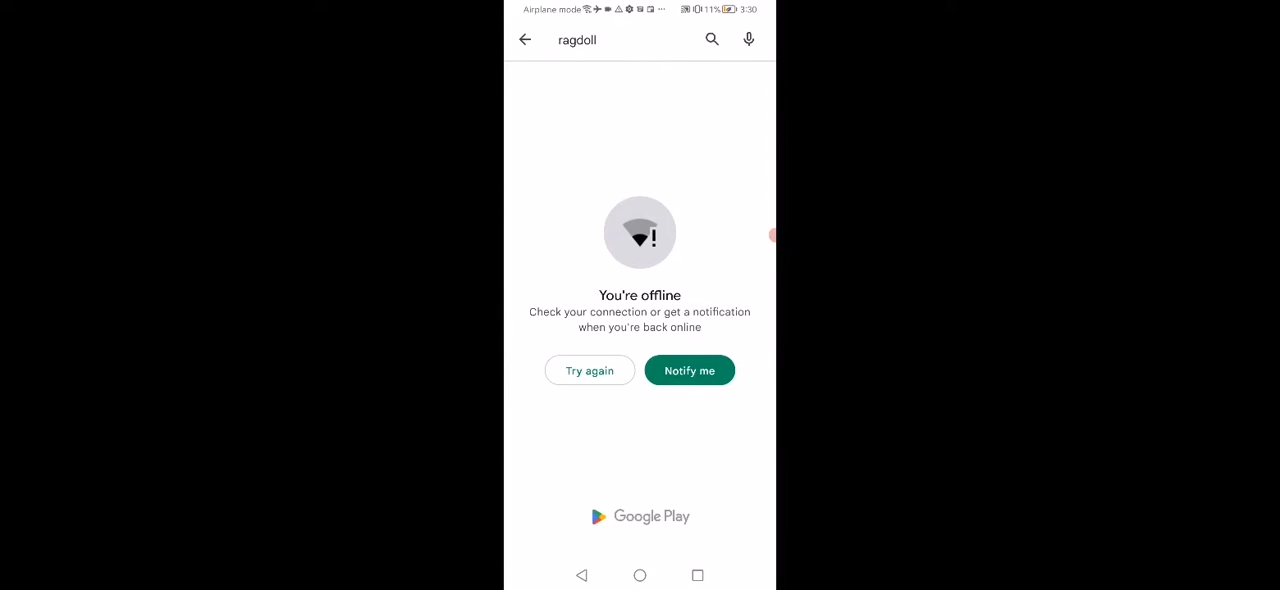 Airplane mode 11% 3:30
ragdoll
You're offline
Check your connection or get a notification
when you're back online
Try again Notify me
Google Play